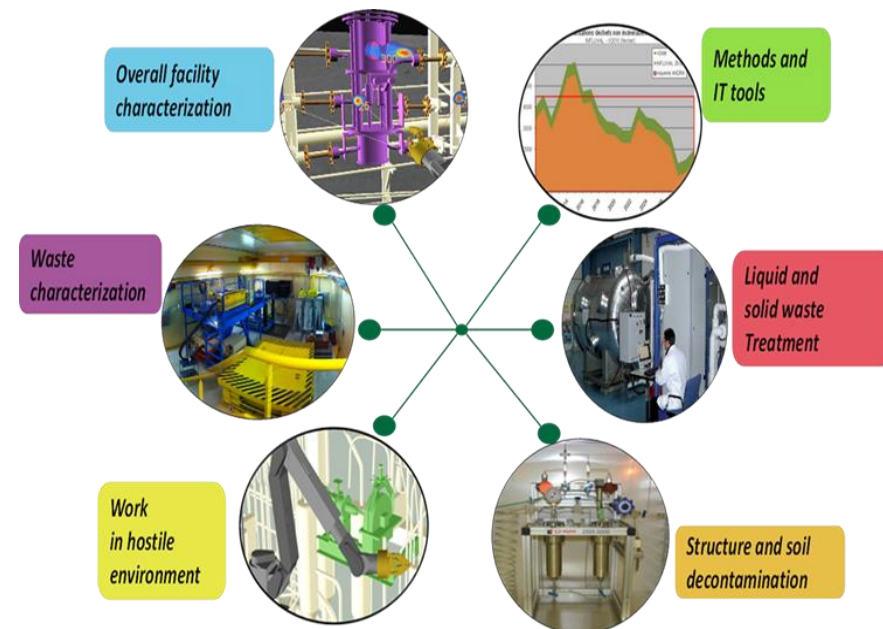 Overall facility
characterization
Methods and
IT tools
Waste
characterization
Liquid and
solid waste
Treatment
Work
in hostile
environment
Structure and soil
decontamination